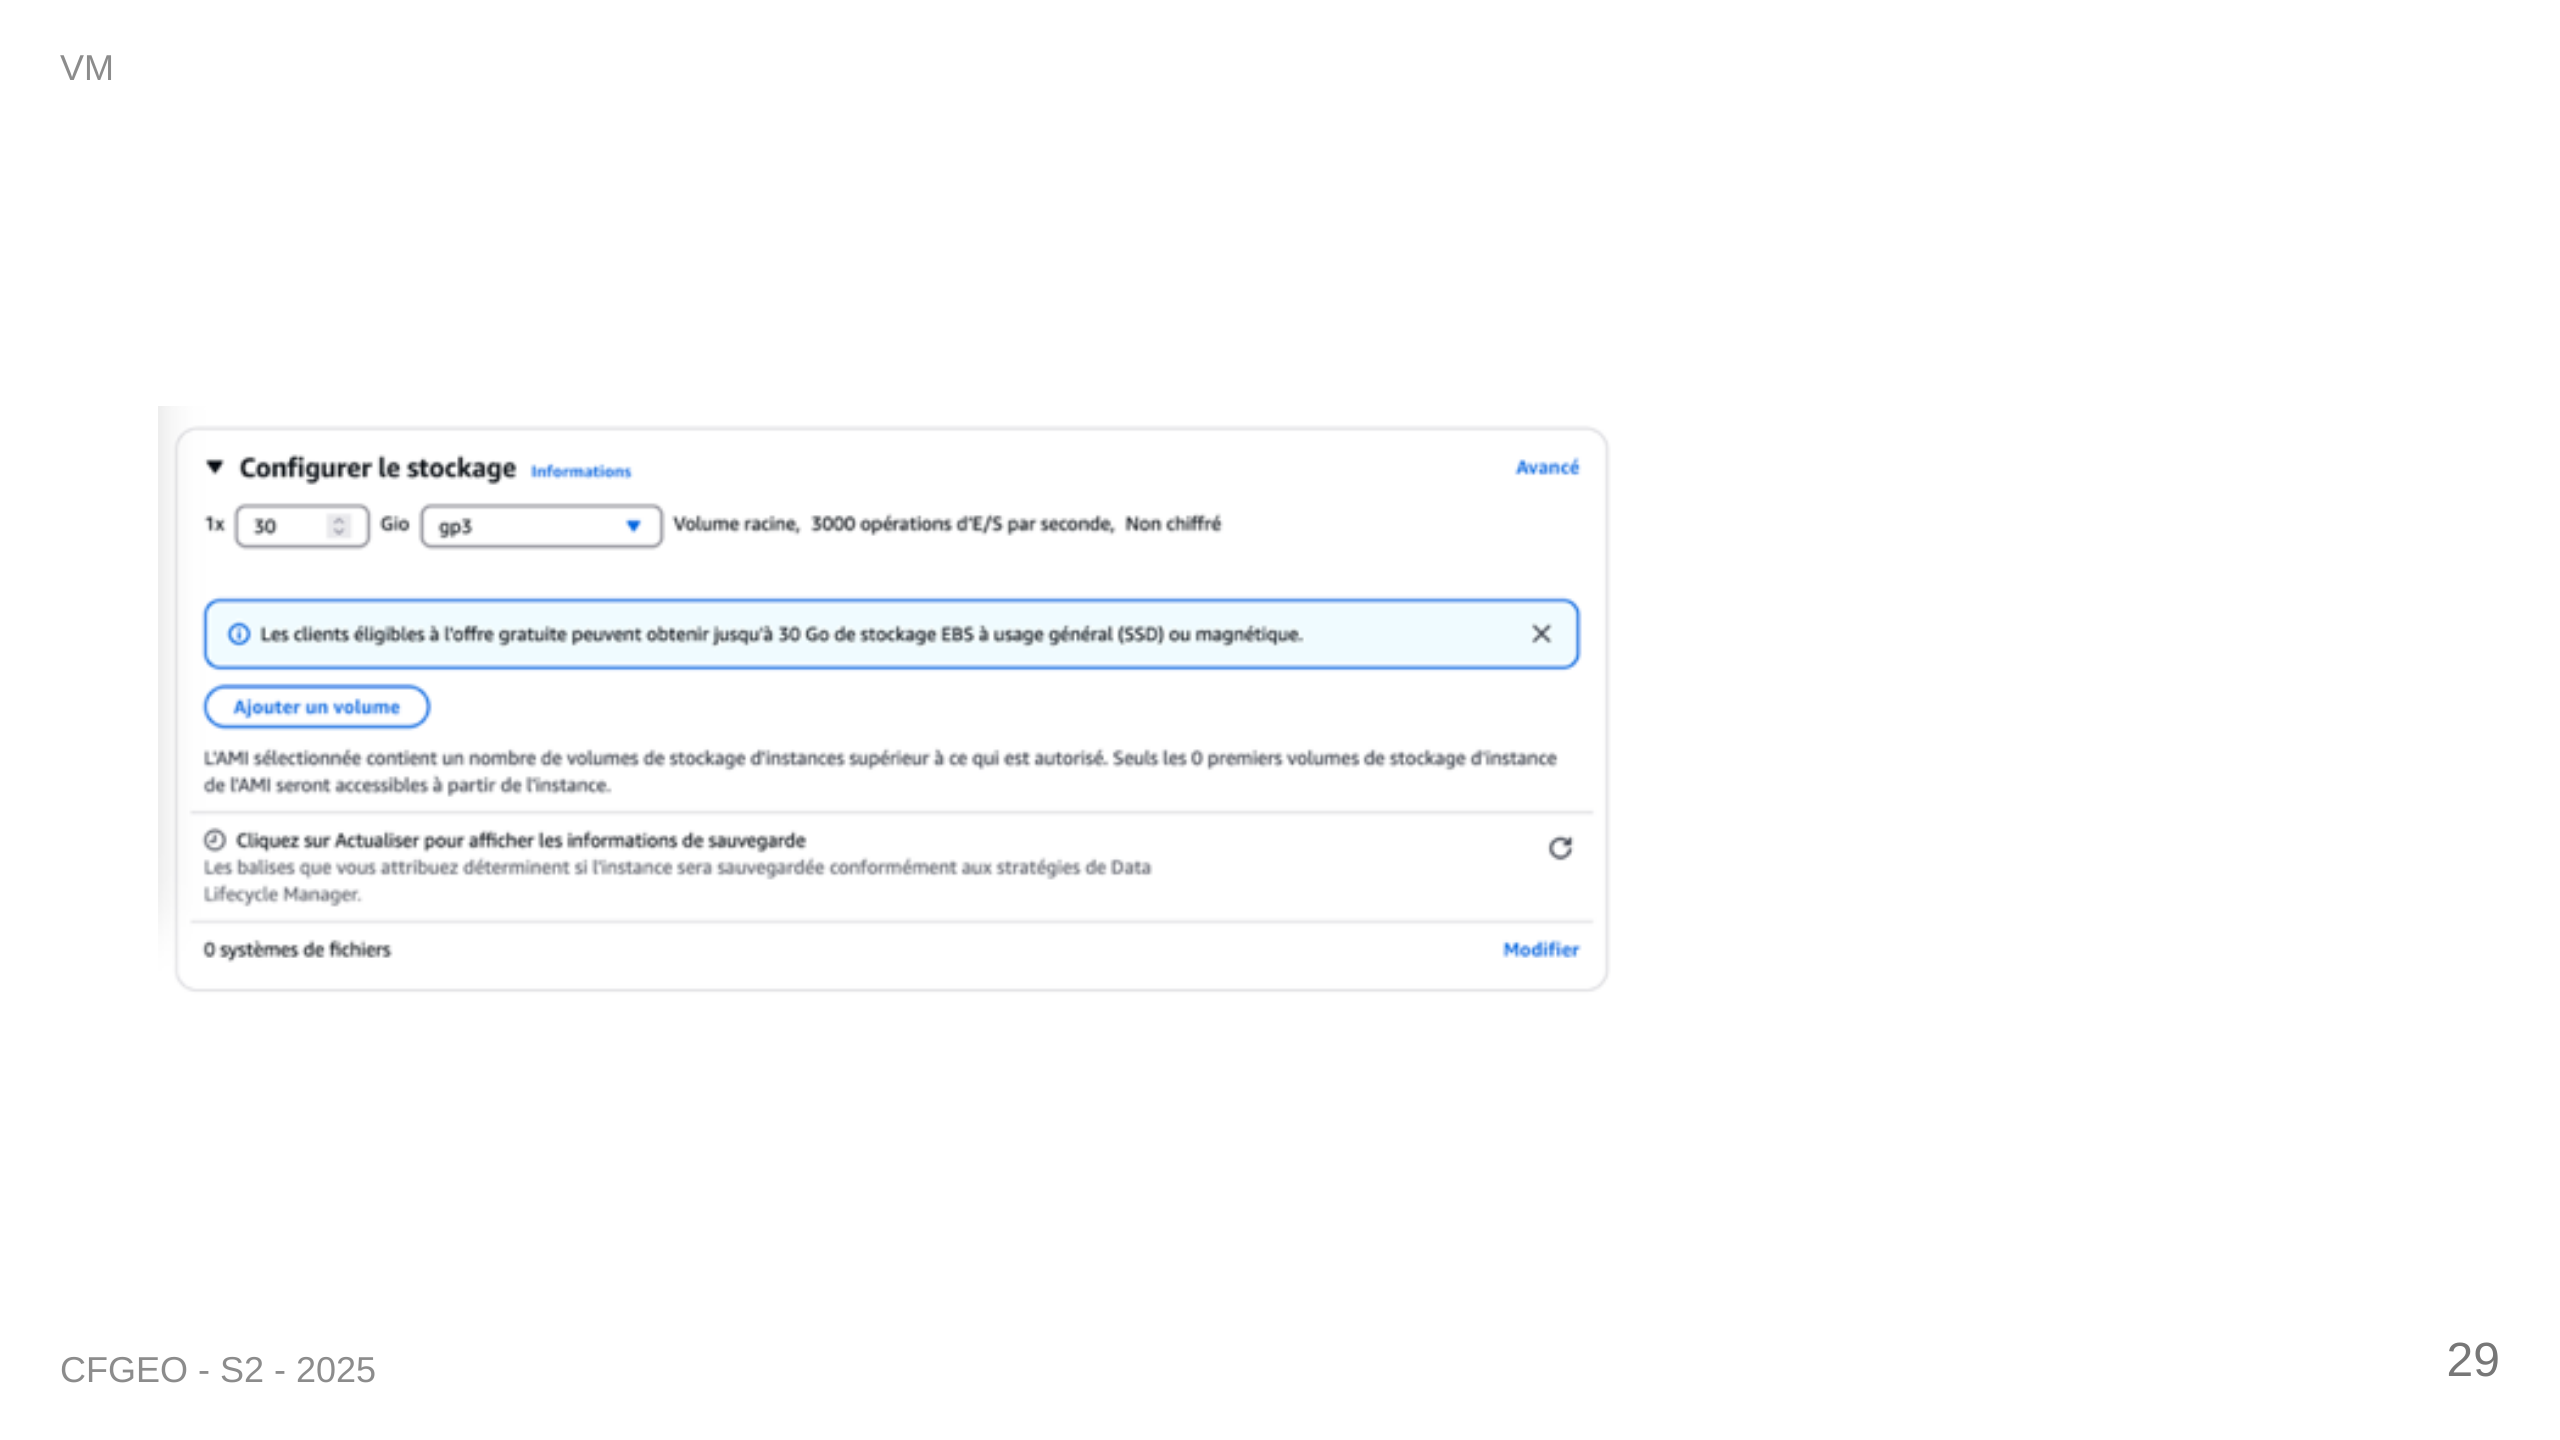 VM
Configurer le stockage Informations Avancé
1x 30 Gio gp3 Volume racine, 3000 opérations d'E/S par seconde, Non chiffré
Les clients éligibles à l'offre gratuite peuvent obtenir jusqu'à 30 Go de stockage EBS à usage général (SSD) ou magnétique.
Ajouter un volume
L'AMI sélectionnée contient un nombre de volumes de stockage d'instances supérieur à ce qui est autorisé. Seuls les 0 premiers volumes de stockage d'instance
de l'AMI seront accessibles à partir de l'instance.
Cliquez sur Actualiser pour afficher les informations de sauvegarde
Les balises que vous attribuez déterminent si l'instance sera sauvegardée conformément aux stratégies de Data
Lifecycle Manager.
0 systèmes de fichiers Modifier
CFGEO - S2 - 2025 29